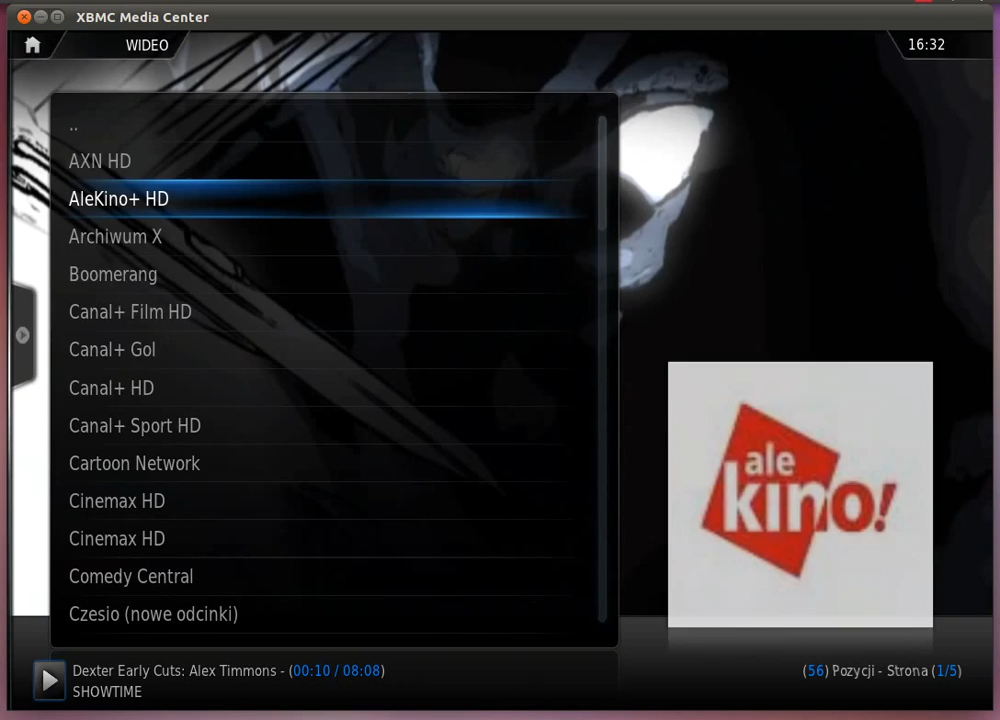 XBMC Media Center
WIDEO
16:32
..
AXN HD
AleKino+ HD
Archiwum X
Boomerang
Canal+ Film HD
Canal+ Gol
Canal+ HD
Canal+ Sport HD
Cartoon Network
Cinemax HD
Cinemax HD
Comedy Central
Czesio (nowe odcinki)
ale
kino!
Dexter Early Cuts: Alex Timmons - (00:10 / 08:08)
SHOWTIME
(56) Pozycji - Strona (1/5)